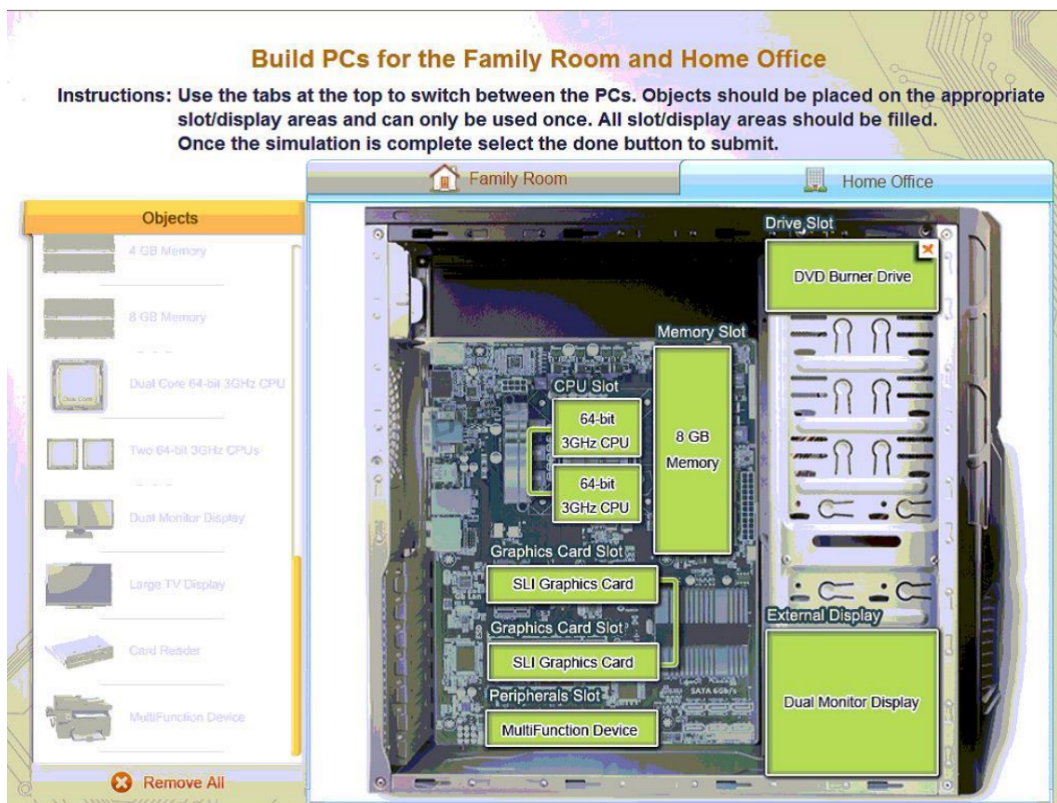 Build PCs for the Family Room and Home Office
Instructions: Use the tabs at the top to switch between the PCs. Objects should be placed on the appropriate
slot/display areas and can only be used once. All slot/display areas should be filled.
Once the simulation is complete select the done button to submit.
Family Room
Home Office
Objects
4 GB Memory
8 GB Memory
Dual Core 64-bit 3GHz CPU
Two 64-bit 3GHz CPUs
Dual Monitor Display
Large TV Display
Card Reader
MultiFunction Device
Remove All
Drive Slot
DVD Burner Drive
Memory Slot
8 GB
Memory
CPU Slot
64-bit
3GHz CPU
64-bit
3GHz CPU
Graphics Card Slot
SLI Graphics Card
Graphics Card Slot
SLI Graphics Card
Peripherals Slot
MultiFunction Device
External Display
Dual Monitor Display
SATA 6Gb/s